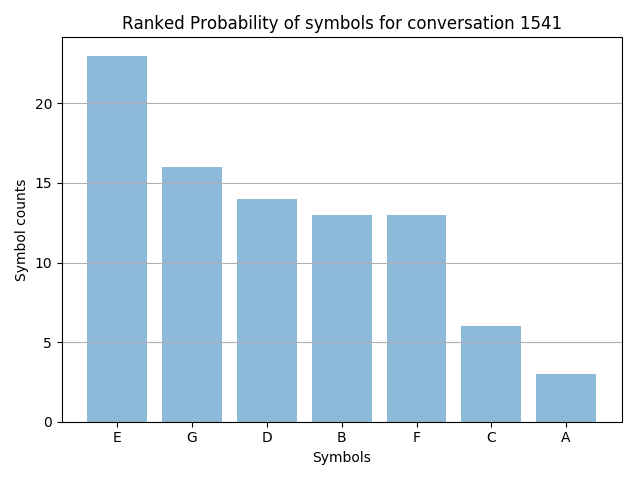 Ranked Probability of symbols for conversation 1541
Symbol counts
20
15
10
5
0
E G D B F C A
Symbols